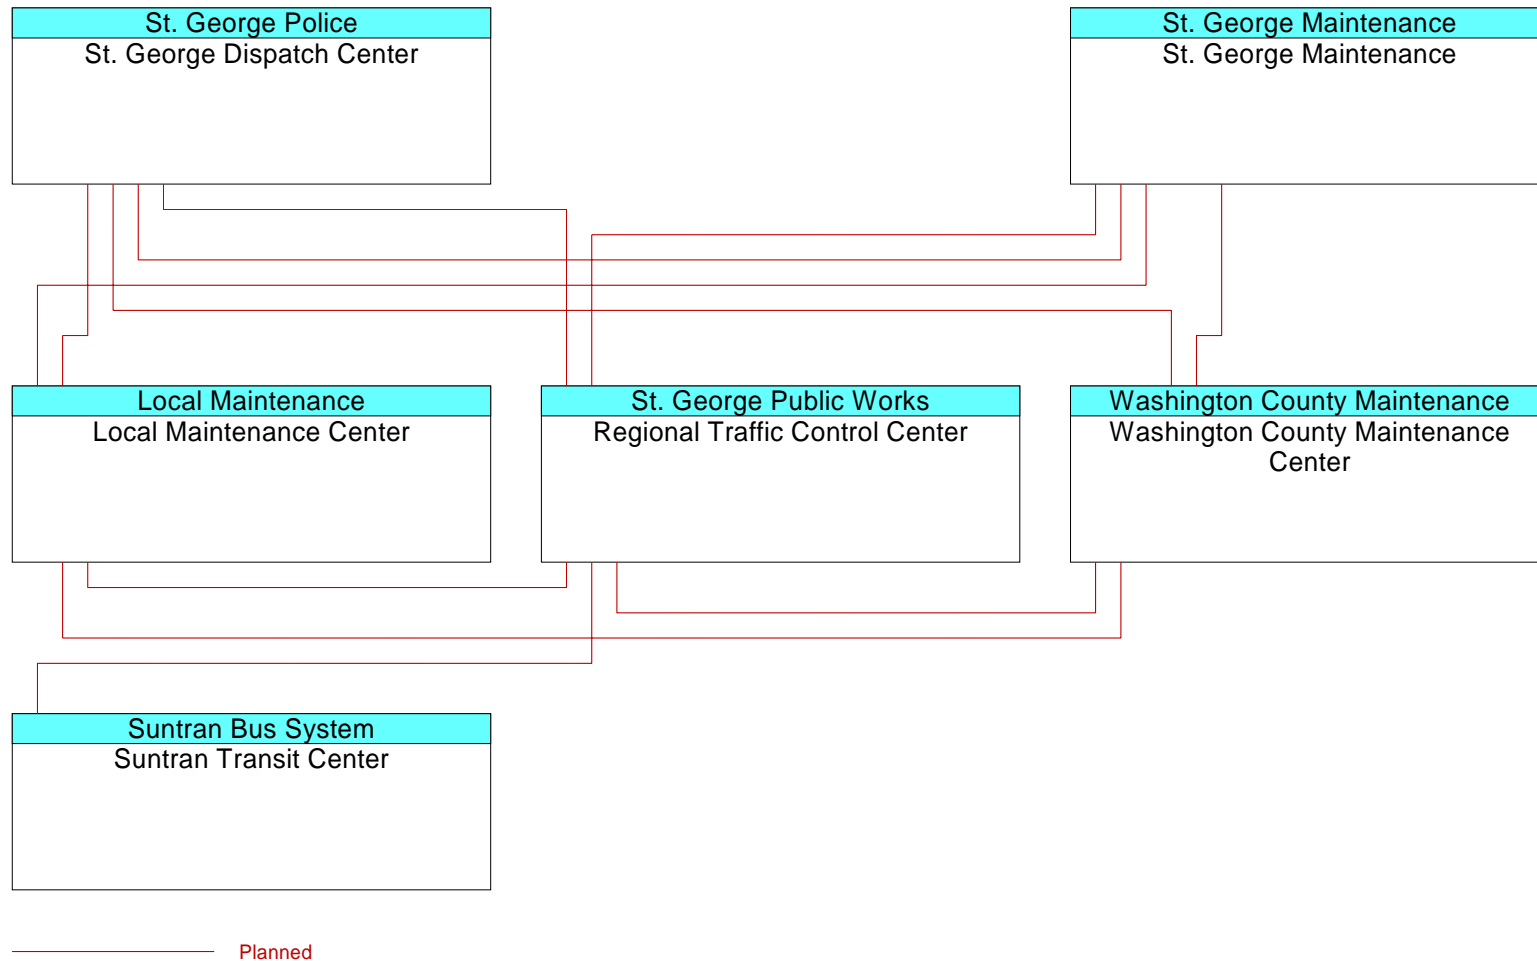 St. George Police
St. George Dispatch Center
St. George Maintenance
St. George Maintenance
Local Maintenance
Local Maintenance Center
St. George Public Works
Regional Traffic Control Center
Washington County Maintenance
Washington County Maintenance
Center
Suntran Bus System
Suntran Transit Center
Planned